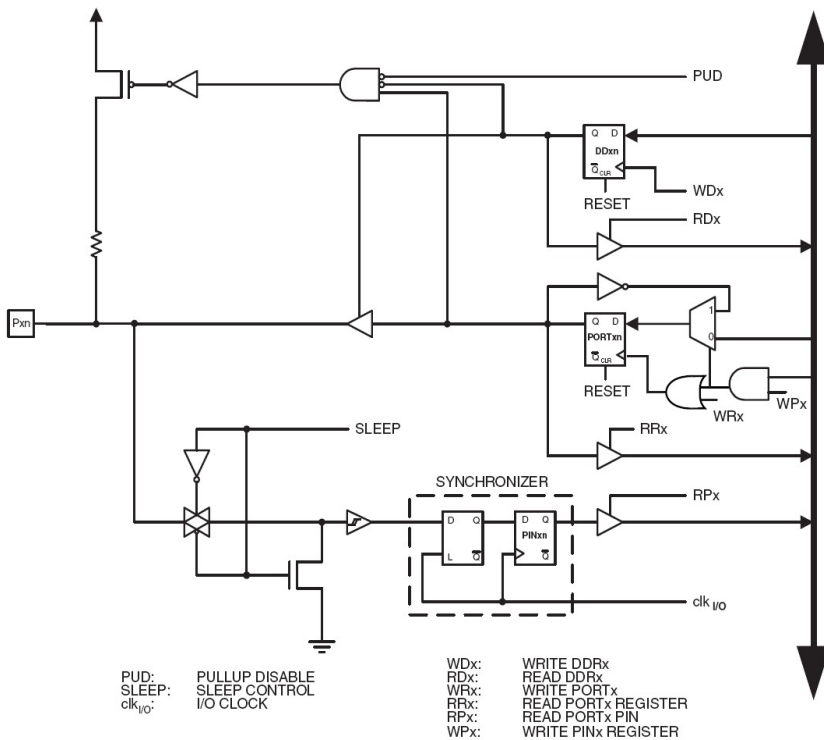 PUD
Q D
DDxn
Q CLR
WDx
RESET
RDx
Pxn
1
Q D
PORTxn
0
Q CLR
RESET
WRx
WPx
SLEEP
RRx
SYNCHRONIZER
RPx
D Q
D Q
PINxn
L Q
Q
clk I/O
PUD: PULLUP DISABLE
SLEEP: SLEEP CONTROL
clkI/O: I/O CLOCK
WDx: WRITE DDRx
RDx: READ DDRx
WRx: WRITE PORTx
RRx: READ PORTx REGISTER
RPx: READ PORTx PIN
WPx: WRITE PINx REGISTER